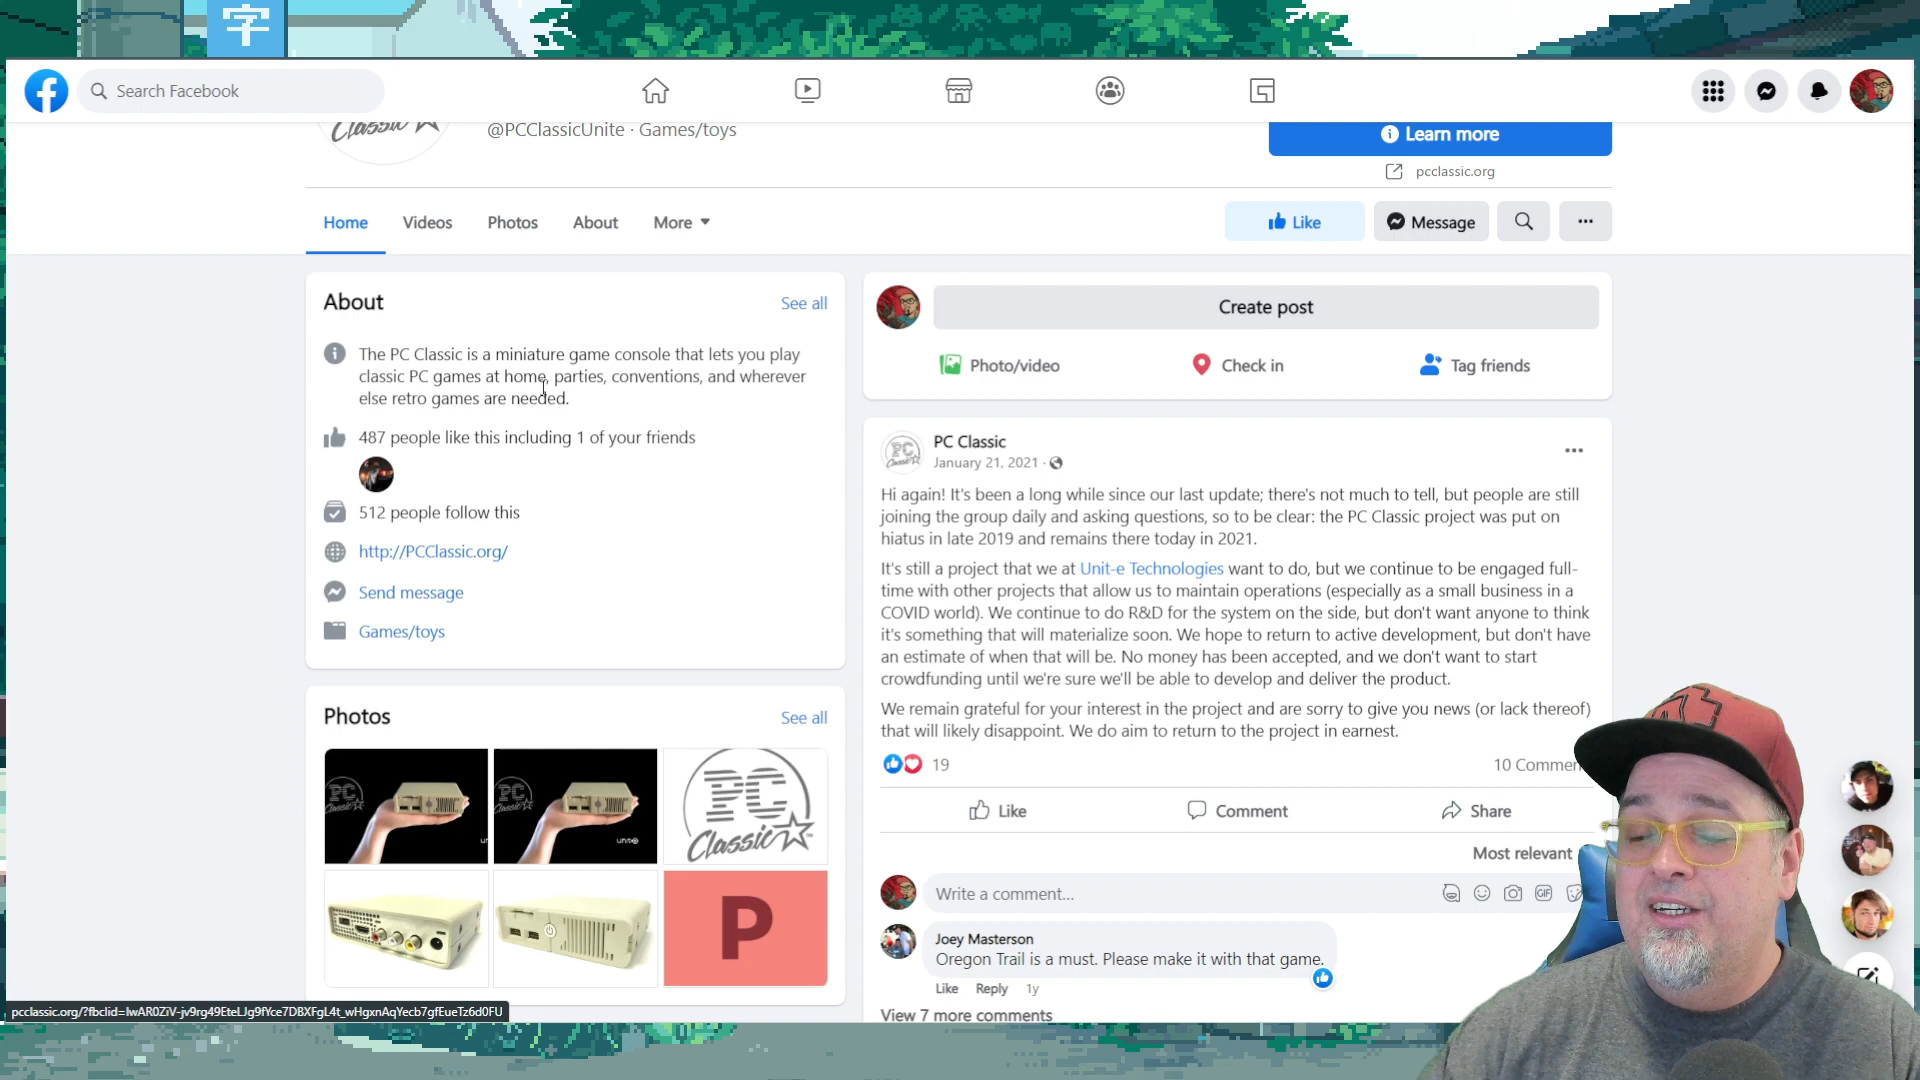 字
Search Facebook
Classic
@PCClassicUnite · Games/toys
Learn more
pcclassic.org
Home
Videos
Photos
About
More
Like
Message
About
See all
The PC Classic is a miniature game console that lets you play
classic PC games at home, parties, conventions, and wherever
else retro games are needed.
487 people like this including 1 of your friends
512 people follow this
http://PCClassic.org/
Send message
Games/toys
Photos
See all
PC
Classic
unit
P
Create post
Photo/video
Check in
Tag friends
PC Classic
January 21, 2021 ·
Hi again! It's been a long while since our last update; there's not much to tell, but people are still
joining the group daily and asking questions, so to be clear: the PC Classic project was put on
hiatus in late 2019 and remains there today in 2021.
It's still a project that we at Unit-e Technologies want to do, but we continue to be engaged full-
time with other projects that allow us to maintain operations (especially as a small business in a
COVID world). We continue to do R&D for the system on the side, but don't want anyone to think
it's something that will materialize soon. We hope to return to active development, but don't have
an estimate of when that will be. No money has been accepted, and we don't want to start
crowdfunding until we're sure we'll be able to develop and deliver the product.
We remain grateful for your interest in the project and are sorry to give you news (or lack thereof)
that will likely disappoint. We do aim to return to the project in earnest.
19
10 Commen
Like
Comment
Share
Most relevant
Write a comment...
GIF
Joey Masterson
Oregon Trail is a must. Please make it with that game.
Like
Reply
1y
View 7 more comments